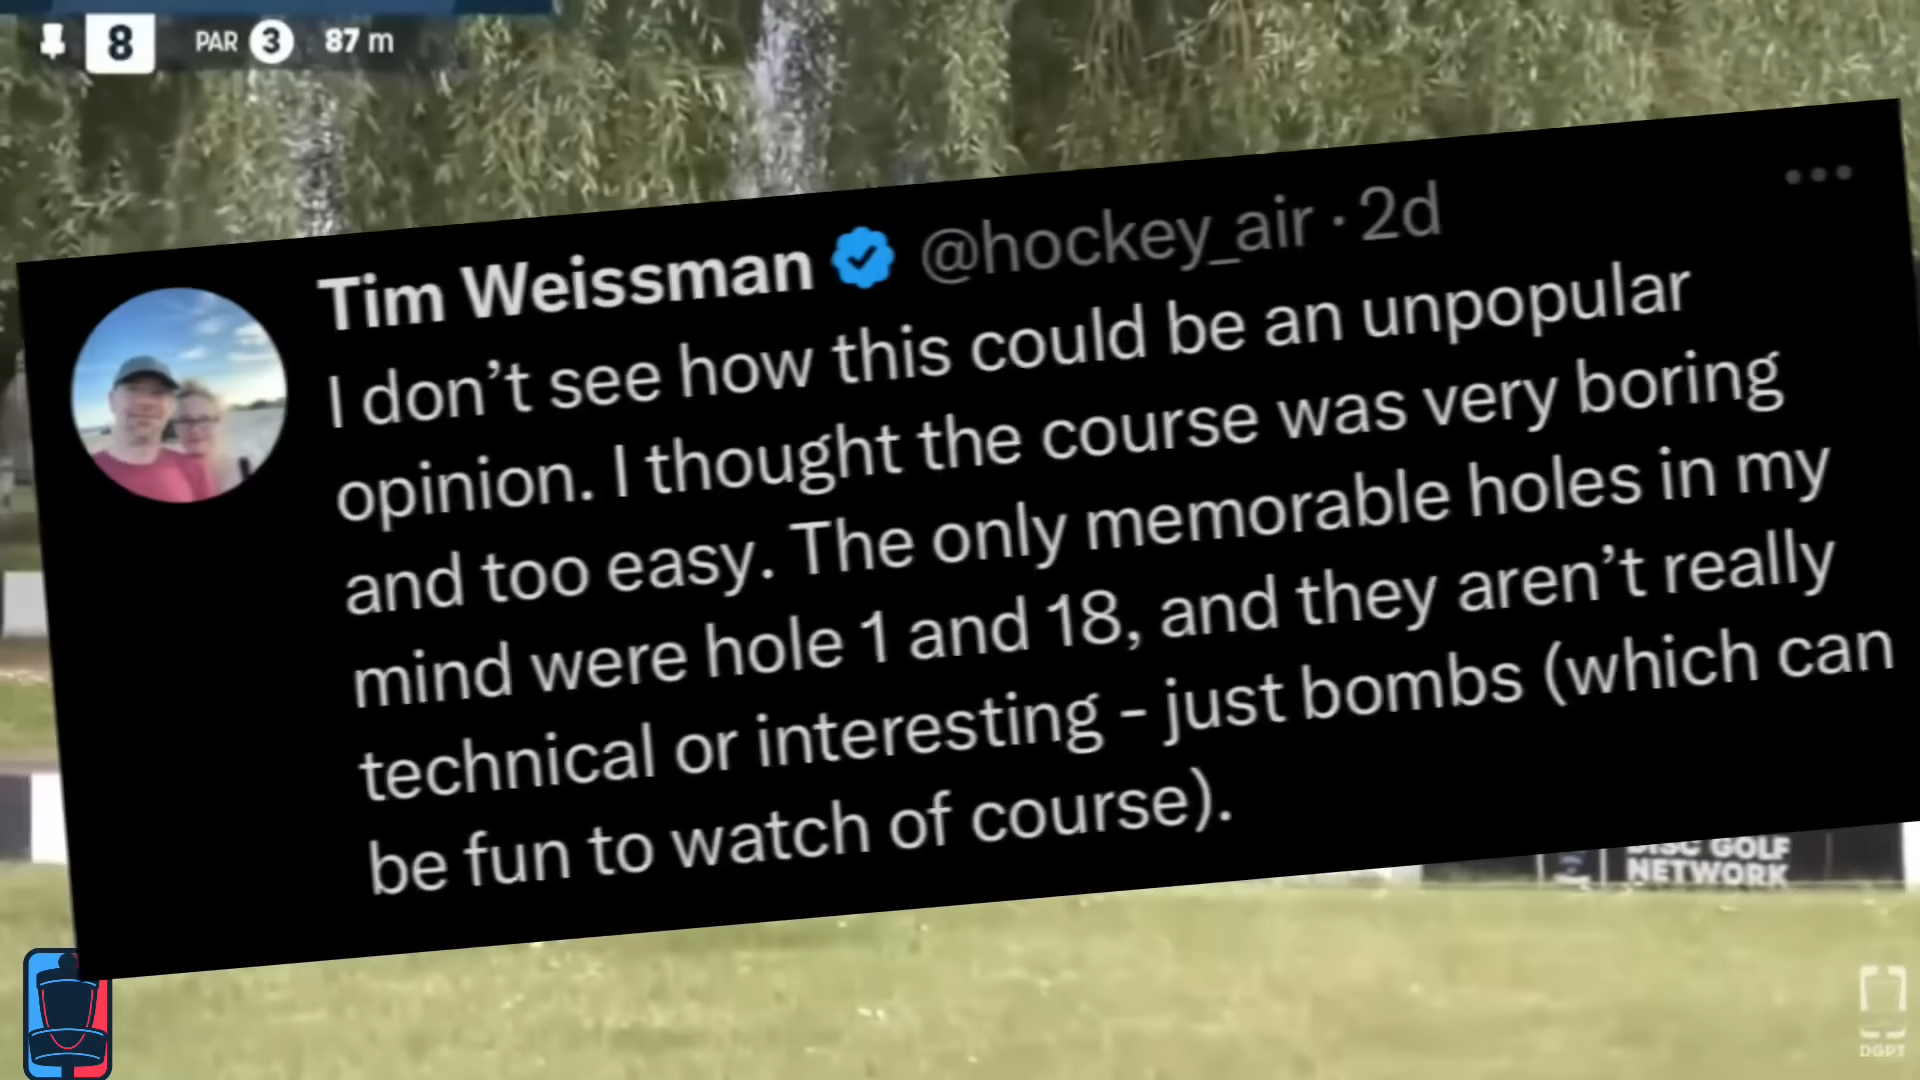 8 PAR 3 87 m
Tim Weissman @hockey_air · 2d
I don't see how this could be an unpopular
opinion. I thought the course was very boring
and too easy. The only memorable holes in my
mind were hole 1 and 18, and they aren't really
technical or interesting - just bombs (which can
be fun to watch of course).
DISC GOLF
NETWORK
DGPT